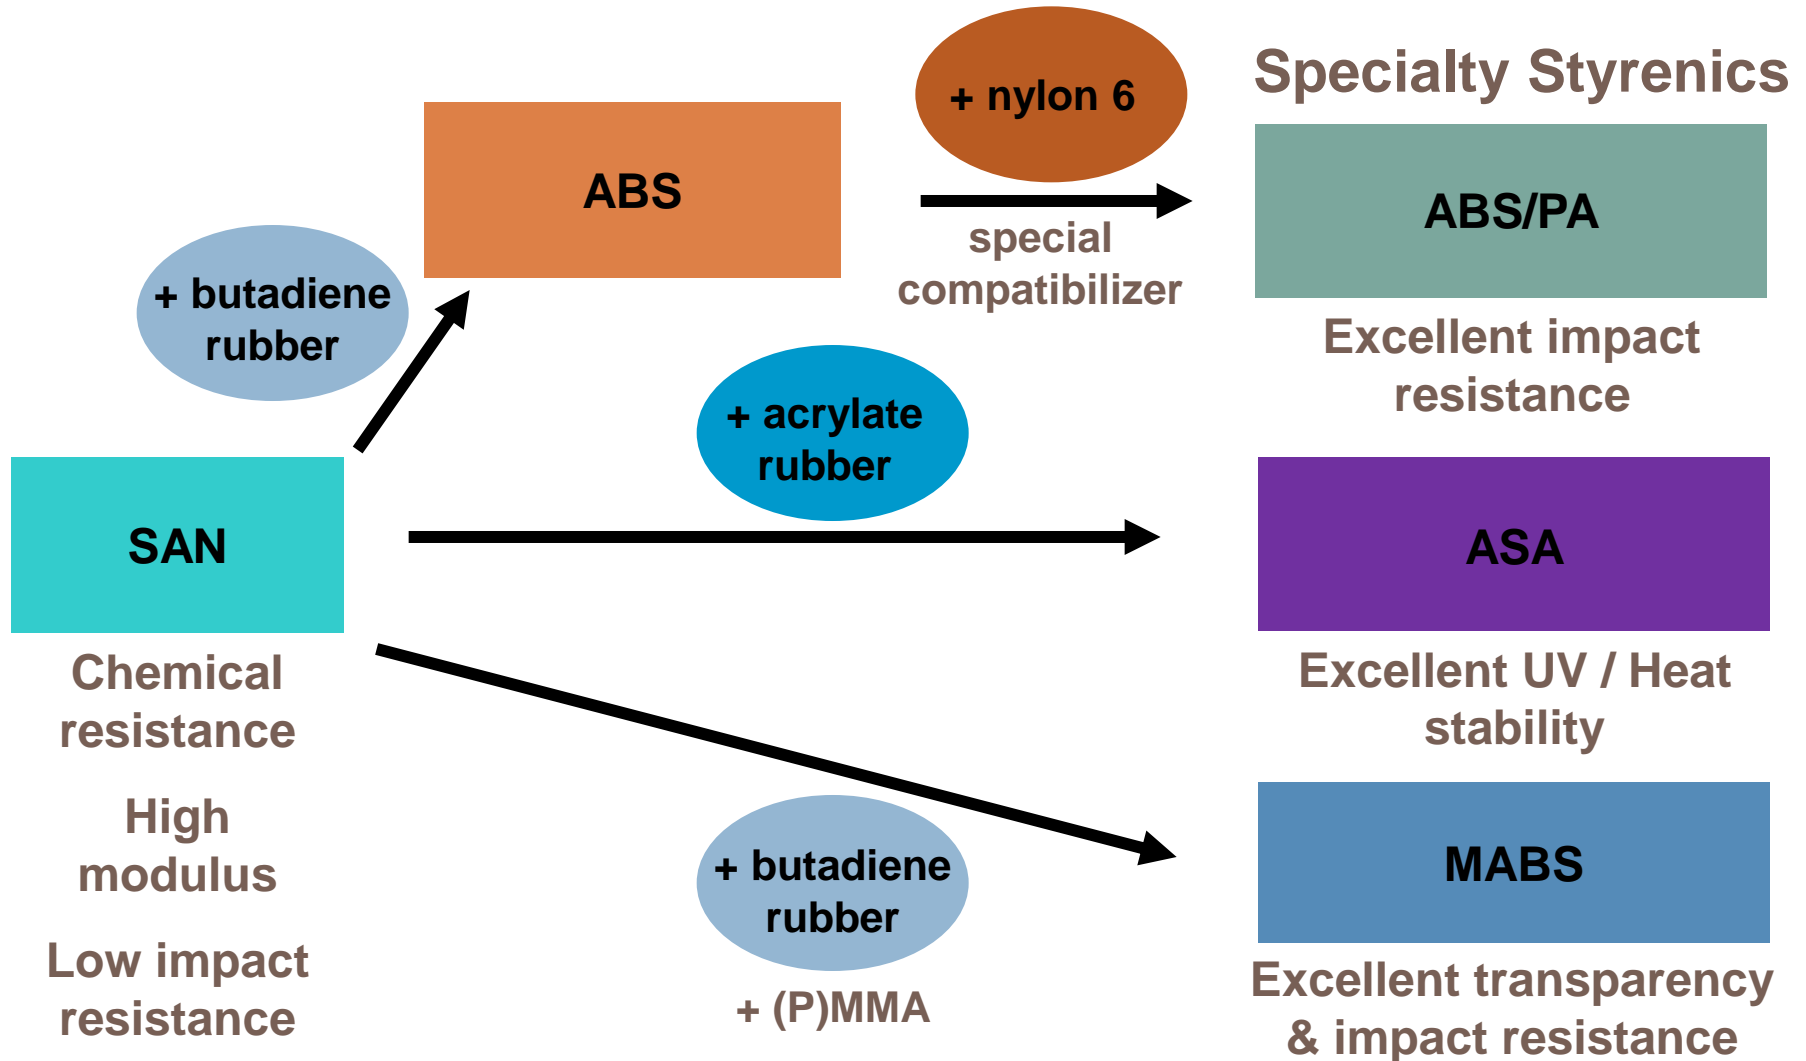 + nylon 6
Specialty Styrenics
ABS
ABS/PA
special
compatibilizer
+ butadiene
rubber
Excellent impact
resistance
+ acrylate
rubber
SAN
ASA
Chemical
resistance
Excellent UV / Heat
stability
High
modulus
+ butadiene
rubber
MABS
Low impact
resistance
+ (P)MMA
Excellent transparency
& impact resistance